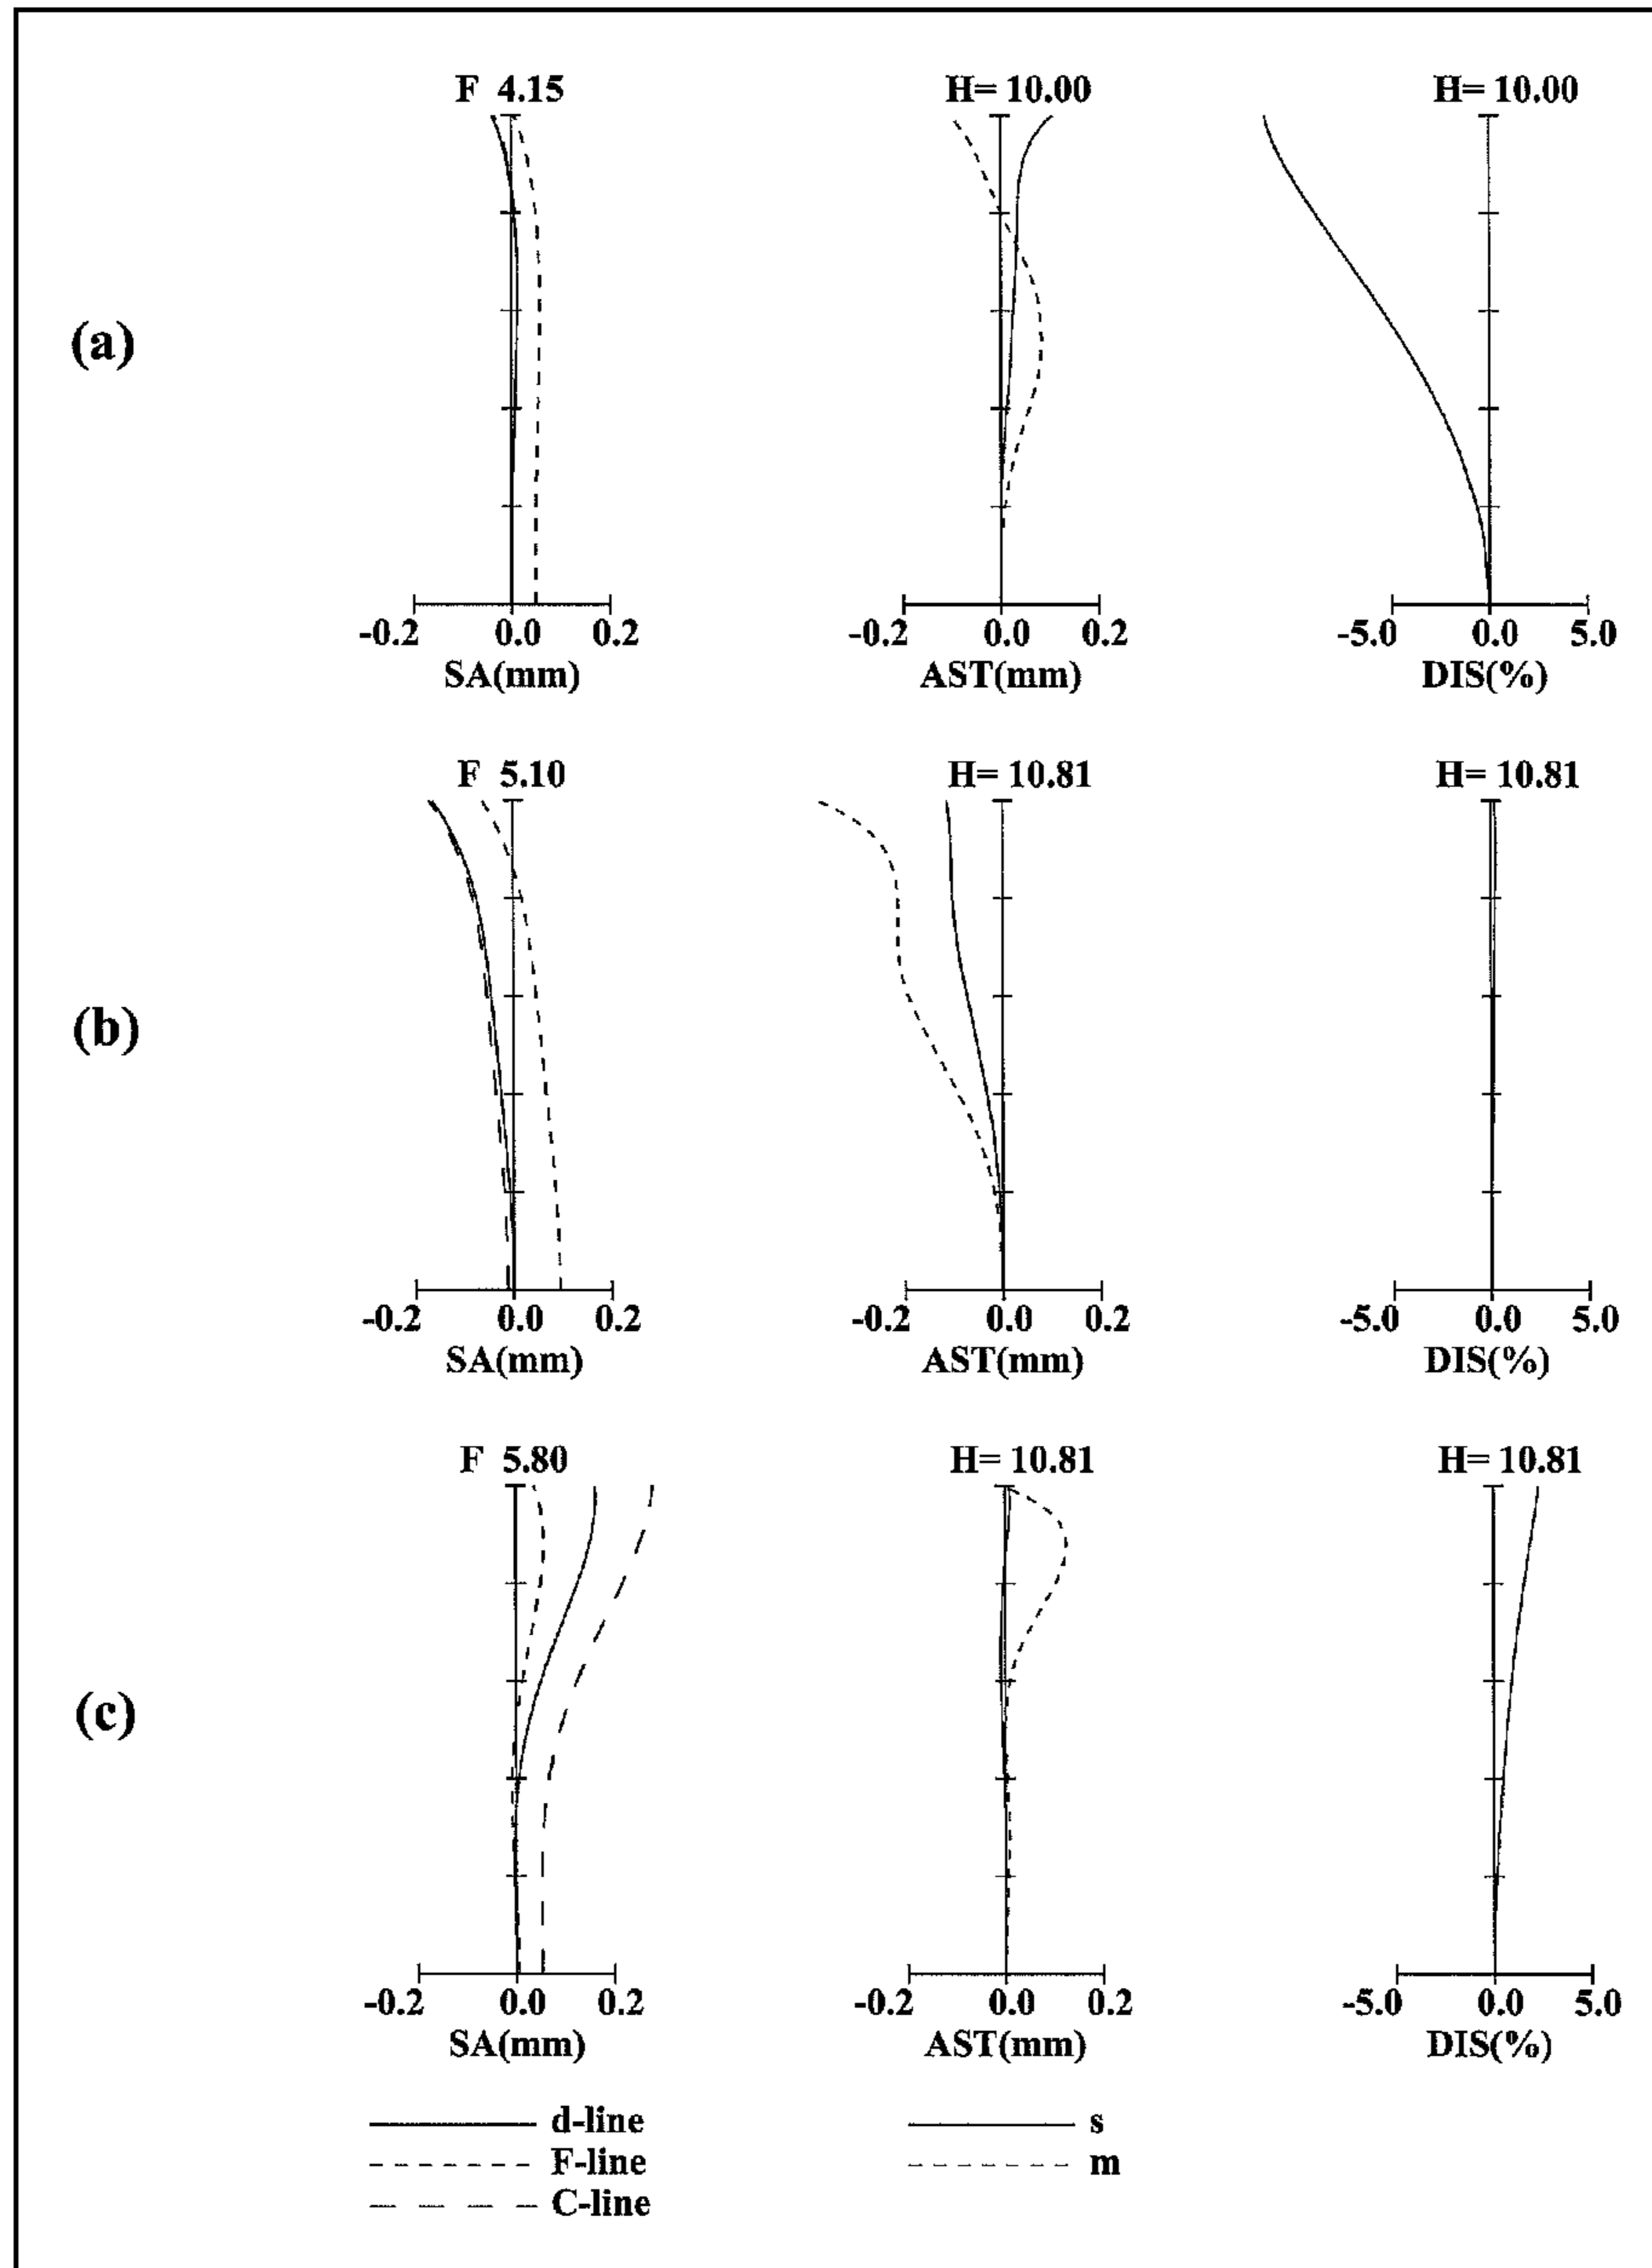 F 4.15 H= 10.00 H= 10.00
(a)
-0.2 0.0 0.2 -0.2 0.0 0.2 -5.0 0.0 5.0
SA(mm) AST(mm) DIS(%)
F 5.10 H= 10.81 H= 10.81
(b)
-0.2 0.0 0.2 -0.2 0.0 0.2 -5.0 0.0 5.0
SA(mm) AST(mm) DIS(%)
F 5.80 H= 10.81 H= 10.81
(c)
-0.2 0.0 0.2 -0.2 0.0 0.2 -5.0 0.0 5.0
SA(mm) AST(mm) DIS(%)
d-line s
F-line m
C-line